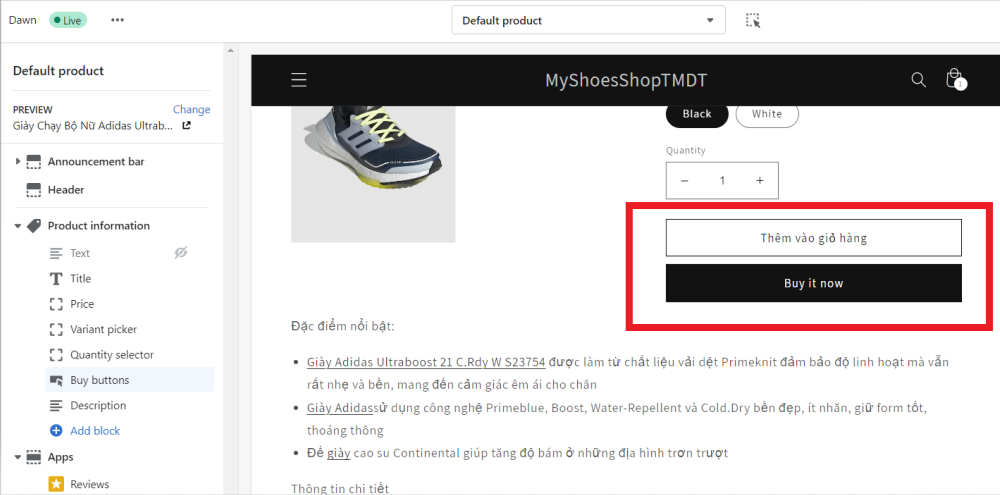 Dawn
Live
Default product
Default product
PREVIEW
Change
Giày Chạy Bộ Nữ Adidas Ultrab...
Announcement bar
Header
Product information
Text
Title
Price
Variant picker
Quantity selector
Buy buttons
Description
Add block
Apps
Reviews
MyShoesShopTMDT
1
Black
White
Quantity
− 1 +
Thêm vào giỏ hàng
Buy it now
Đặc điểm nổi bật:
Giày Adidas Ultraboost 21 C.Rdy W S23754 được làm từ chất liệu vải dệt Primeknit đảm bảo độ linh hoạt mà vẫn
rất nhẹ và bền, mang đến cảm giác êm ái cho chân
Giày Adidassử dụng công nghệ Primeblue, Boost, Water-Repellent và Cold.Dry bền đẹp, ít nhăn, giữ form tốt,
thoáng thông
Đế giày cao su Continental giúp tăng độ bám ở những địa hình trơn trượt
Thông tin chi tiết